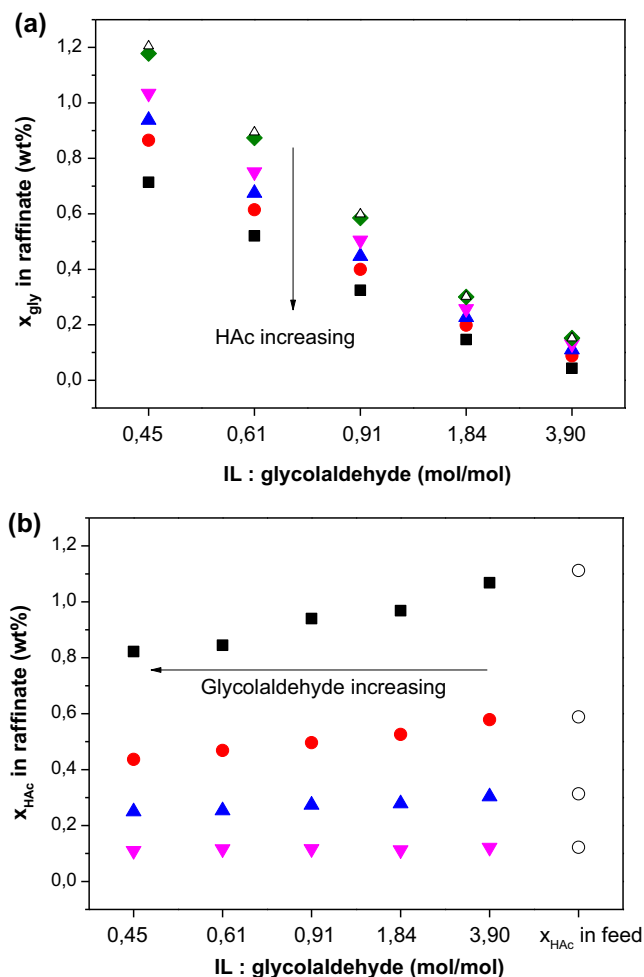 (a)
1,2
1,0
0,8
0,6
0,4
0,2
0,0
x_gly in raffinate (wt%)
HAc increasing
0,45 0,61 0,91 1,84 3,90
IL : glycolaldehyde (mol/mol)
(b)
1,2
1,0
0,8
0,6
0,4
0,2
0,0
x_HAc in raffinate (wt%)
Glycolaldehyde increasing
0,45 0,61 0,91 1,84 3,90 x_HAc in feed
IL : glycolaldehyde (mol/mol)